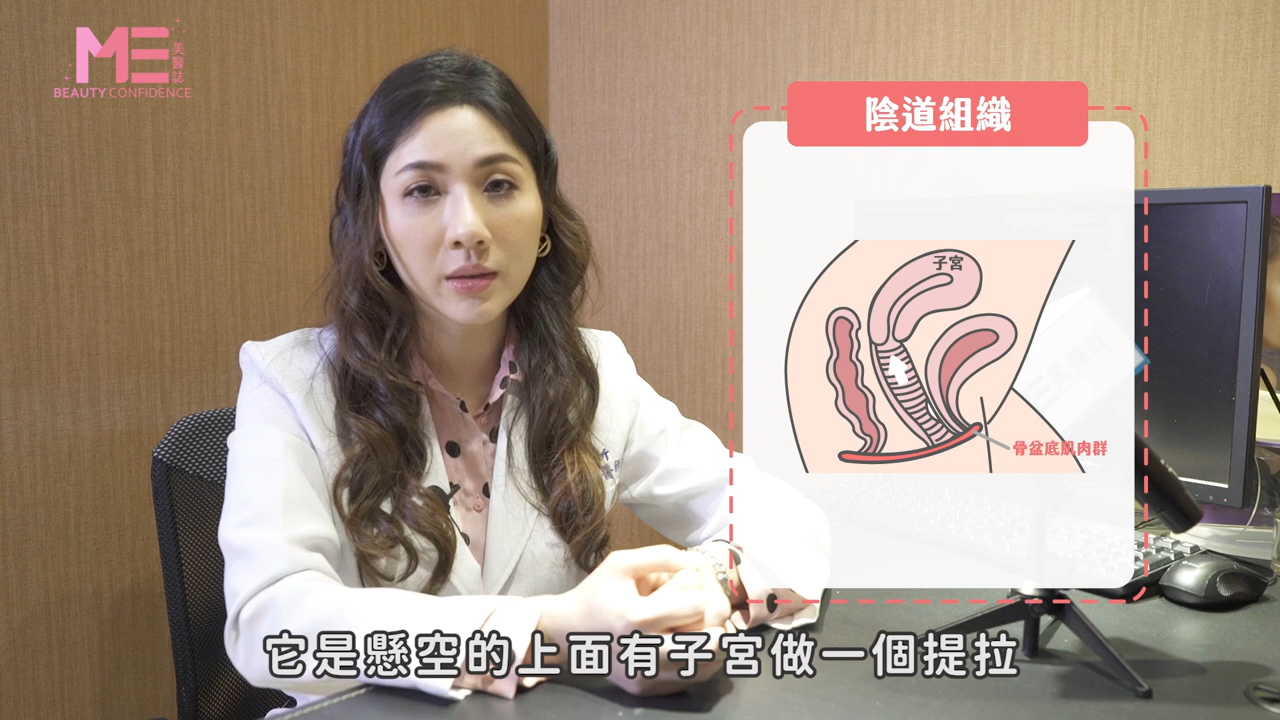 ME
美醫誌
BEAUTY CONFIDENCE
陰道組織
子宮
骨盆底肌肉群
它是懸空的上面有子宮做一個提拉